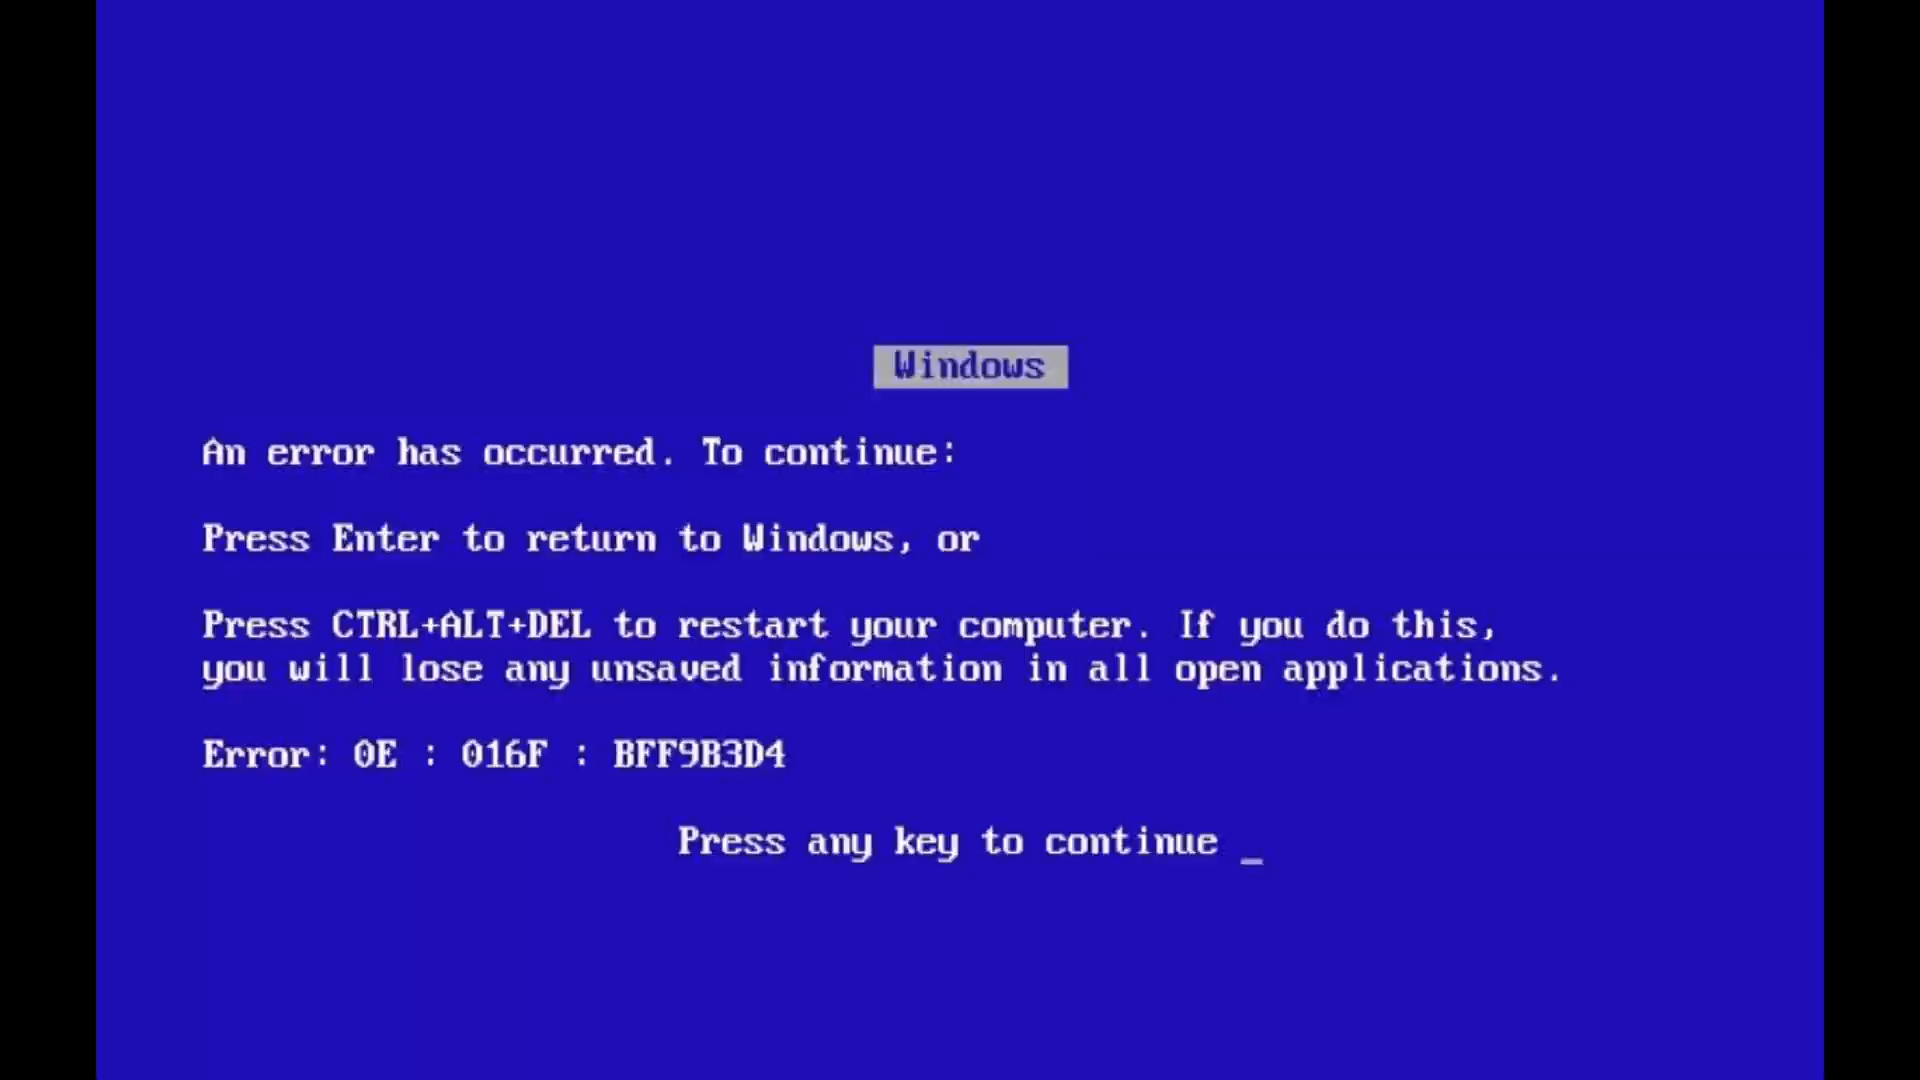 Windows
An error has occurred. To continue:
Press Enter to return to Windows, or
Press CTRL+ALT+DEL to restart your computer. If you do this,
you will lose any unsaved information in all open applications.
Error: 0E : 016F : BFF9B3D4
Press any key to continue _